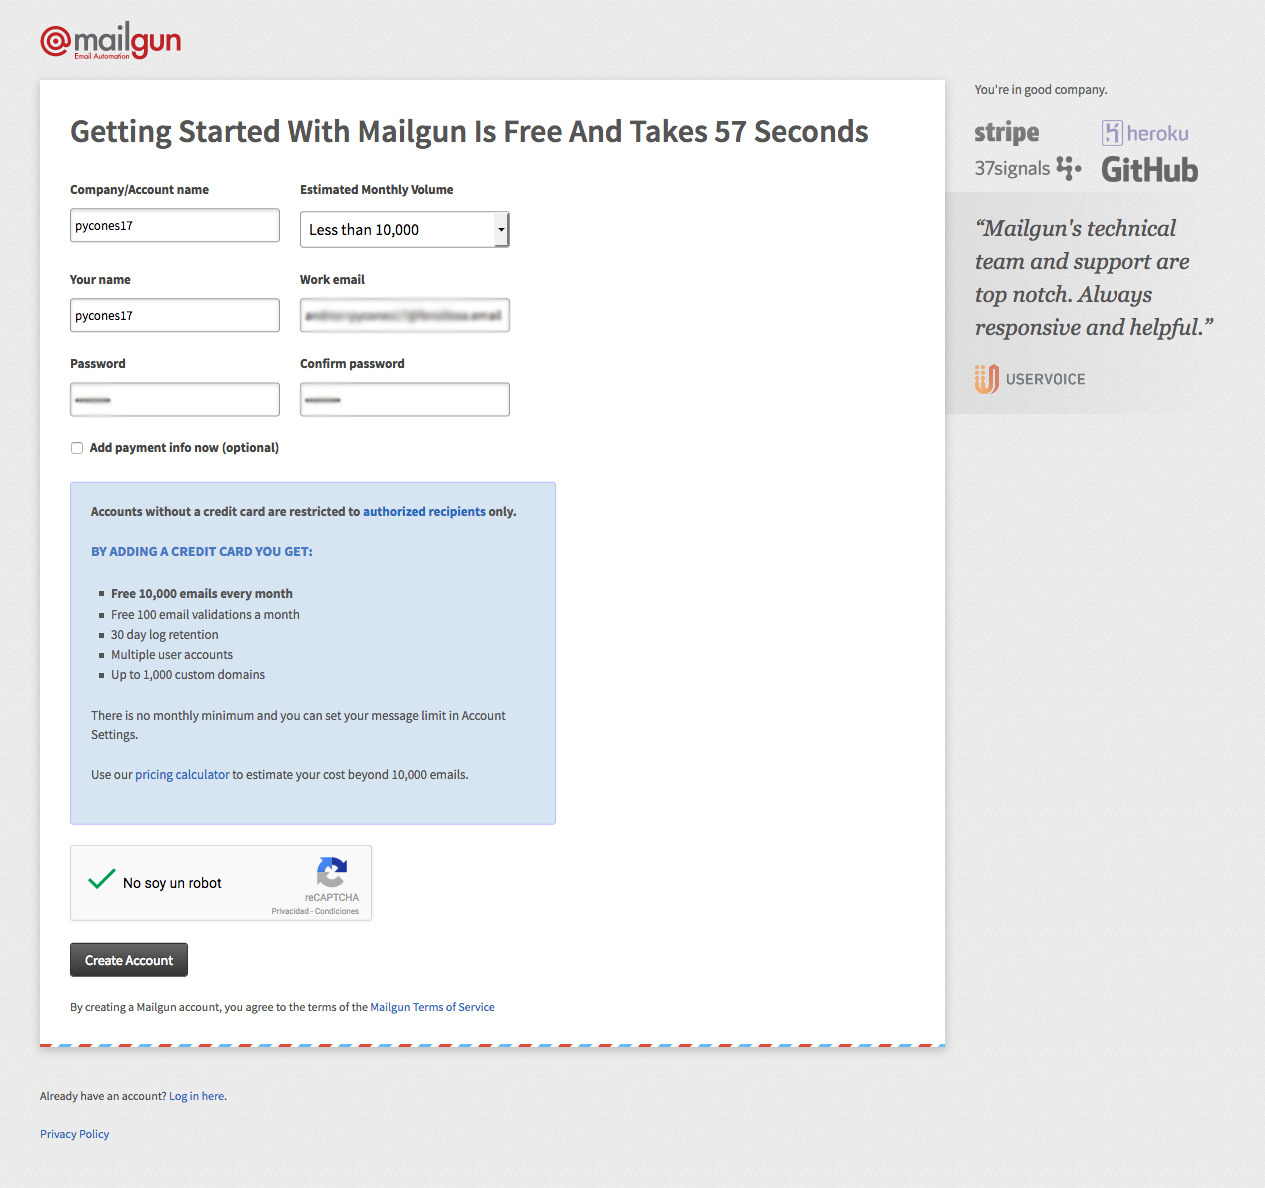 @mailgun
Email Automation
Getting Started With Mailgun Is Free And Takes 57 Seconds
Company/Account name
Estimated Monthly Volume
pycones17
Less than 10,000
Your name
Work email
pycones17
Password
Confirm password
Add payment info now (optional)
Accounts without a credit card are restricted to authorized recipients only.
BY ADDING A CREDIT CARD YOU GET:
Free 10,000 emails every month
Free 100 email validations a month
30 day log retention
Multiple user accounts
Up to 1,000 custom domains
There is no monthly minimum and you can set your message limit in Account
Settings.
Use our pricing calculator to estimate your cost beyond 10,000 emails.
No soy un robot
reCAPTCHA
Privacidad - Condiciones
Create Account
By creating a Mailgun account, you agree to the terms of the Mailgun Terms of Service
Already have an account? Log in here.
Privacy Policy
You're in good company.
stripe
heroku
37signals
GitHub
“Mailgun's technical
team and support are
top notch. Always
responsive and helpful.”
USERVOICE